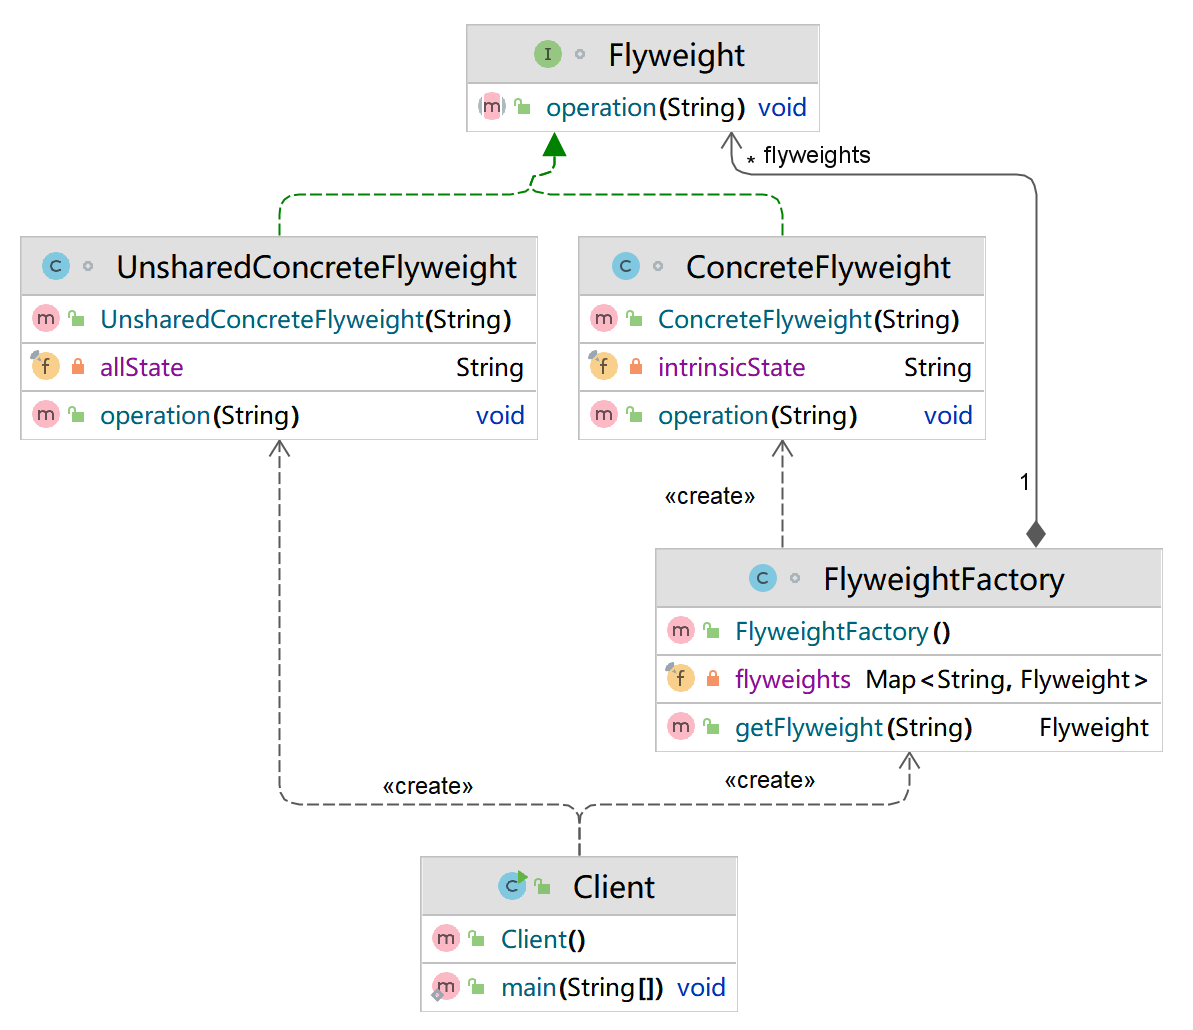 Flyweight
operation(String) void
* flyweights
UnsharedConcreteFlyweight
UnsharedConcreteFlyweight(String)
allState String
operation(String) void
ConcreteFlyweight
ConcreteFlyweight(String)
intrinsicState String
operation(String) void
«create»
1
FlyweightFactory
FlyweightFactory()
flyweights Map<String, Flyweight>
getFlyweight(String) Flyweight
«create»
«create»
Client
Client()
main(String[]) void